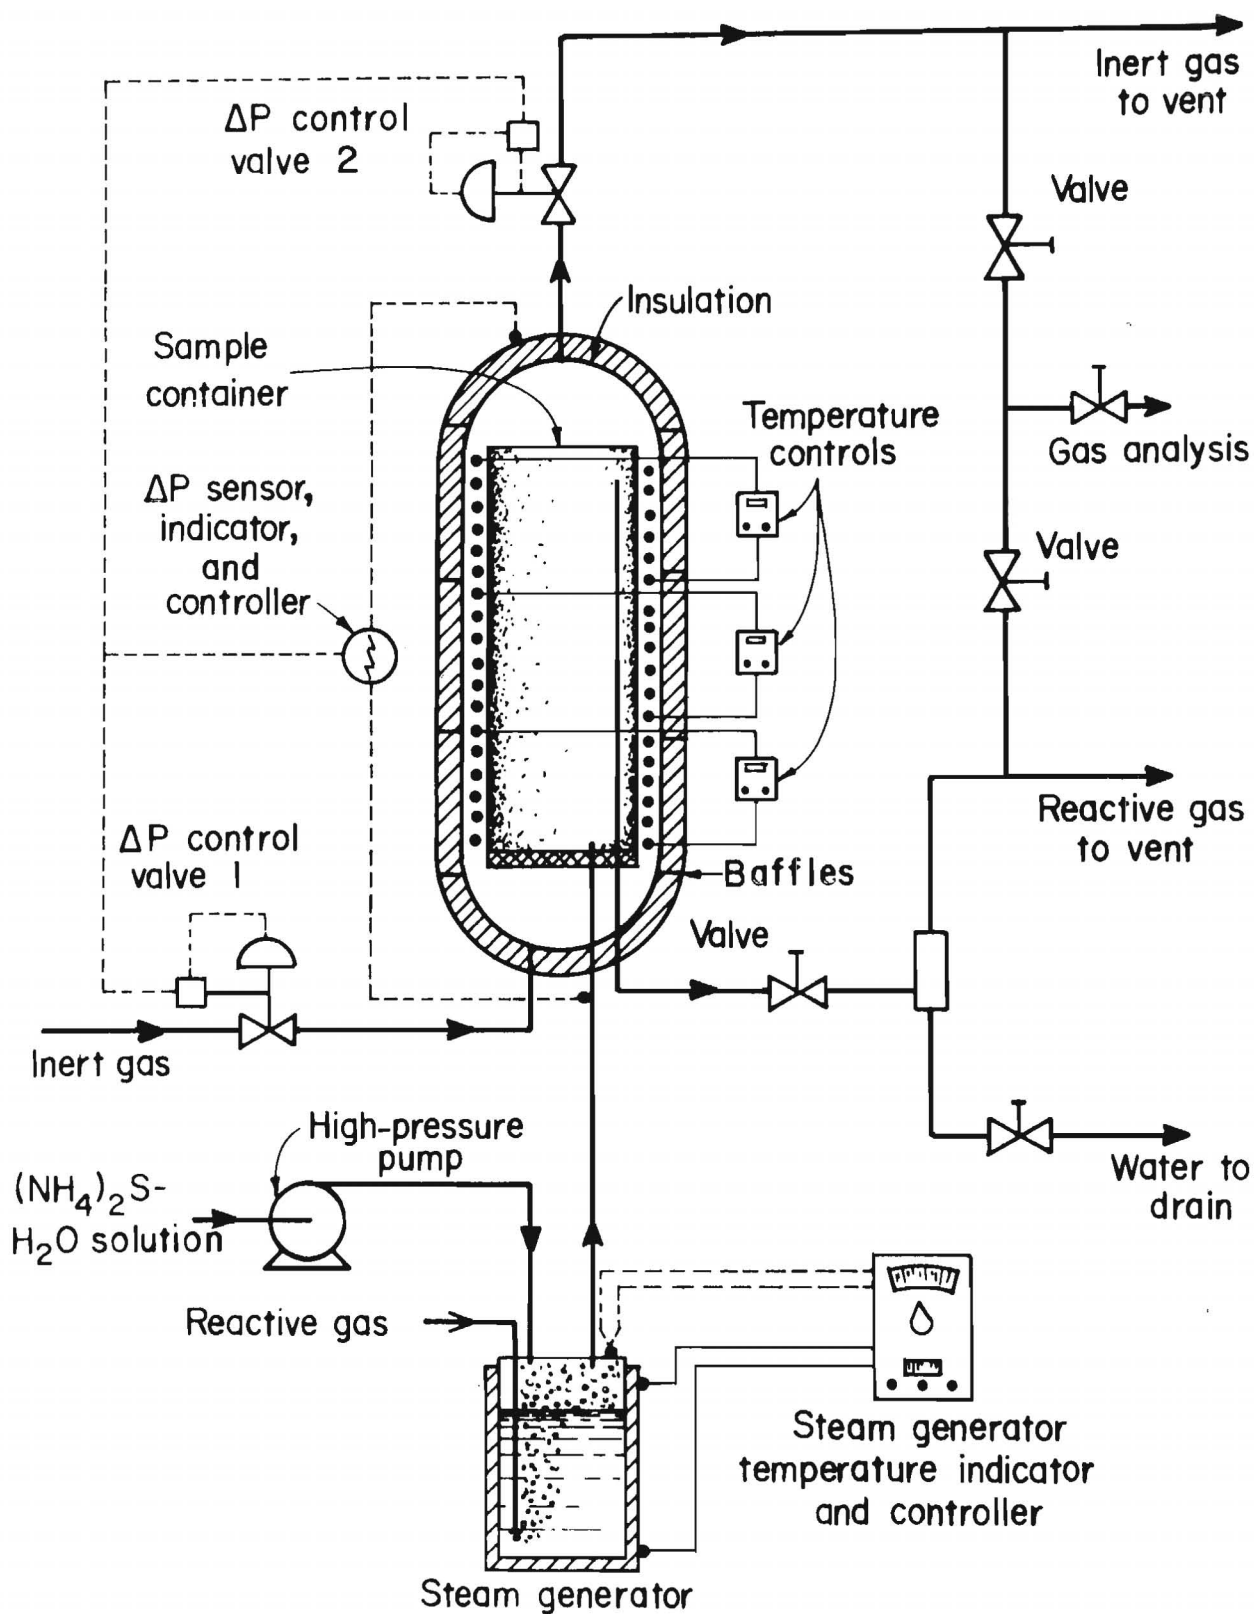 Inert gas
to vent
ΔP control
valve 2
Valve
Insulation
Sample
container
Temperature
controls
Gas analysis
ΔP sensor,
indicator,
and
controller
Valve
Reactive gas
to vent
ΔP control
valve 1
Baffles
Valve
Inert gas
High-pressure
pump
(NH₄)₂S-
H₂O solution
Water to
drain
Reactive gas
Steam generator
temperature indicator
and controller
Steam generator